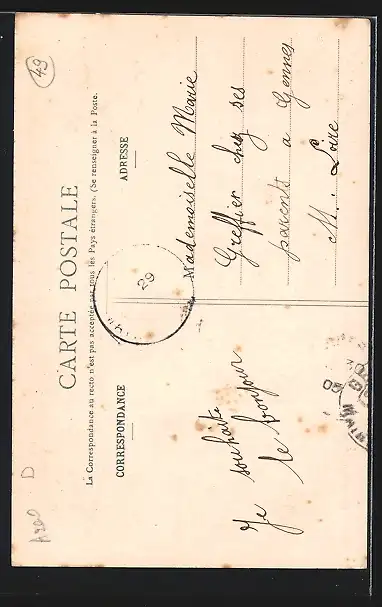 CARTE POSTALE
La Correspondance au recto n'est pas acceptée par tous les Pays étrangers. (Se renseigner à la Poste.)
CORRESPONDANCE
ADRESSE
Je
souhaite
le bonjour
Mademoiselle Marie
Greffier chez ses
parents a Gennes
M. Loire
49
29
D